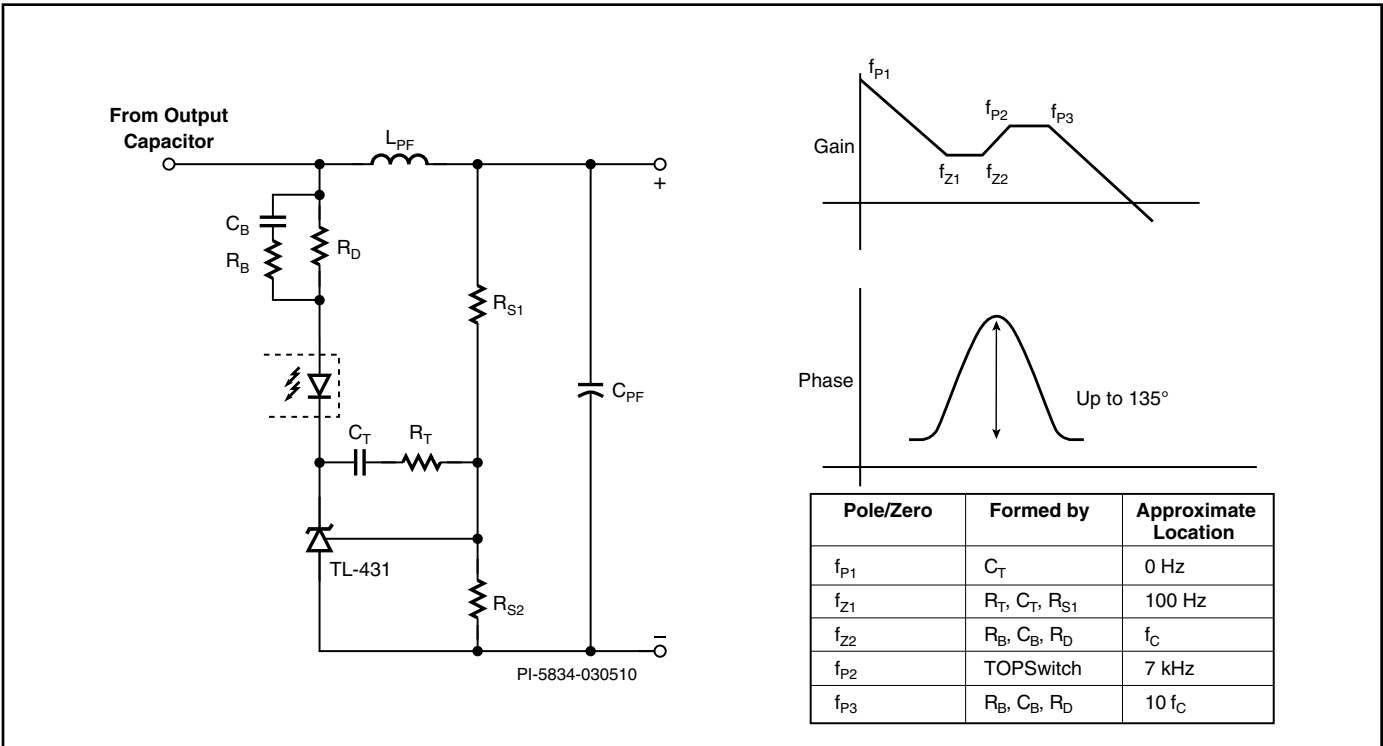 From Output
Capacitor
L_PF
+
C_B
R_B
R_D
R_S1
C_PF
C_T
R_T
TL-431
R_S2
–
PI-5834-030510
Gain
f_P1
f_Z1
f_Z2
f_P2
f_P3
Phase
Up to 135°
Pole/Zero Formed by Approximate Location
f_P1 C_T 0 Hz
f_Z1 R_T, C_T, R_S1 100 Hz
f_Z2 R_B, C_B, R_D f_C
f_P2 TOPSwitch 7 kHz
f_P3 R_B, C_B, R_D 10 f_C